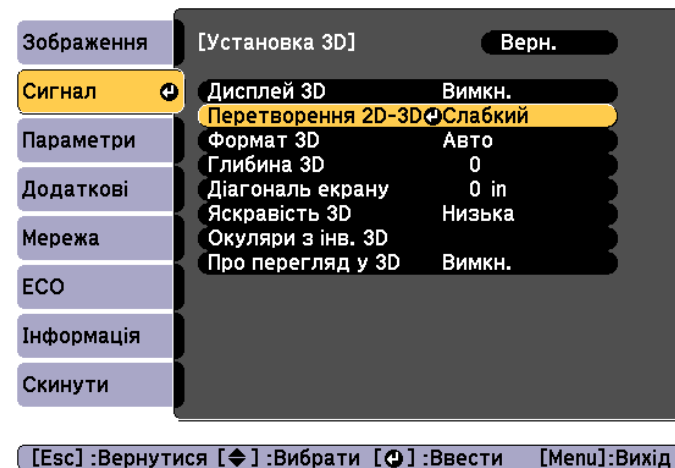 Зображення
Сигнал
Параметри
Додаткові
Мережа
ECO
Інформація
Скинути
[Установка 3D] Верн.
Дисплей 3D Вимкн.
Перетворення 2D-3D Слабкий
Формат 3D Авто
Глибина 3D 0
Діагональ екрану 0 in
Яскравість 3D Низька
Окуляри з інв. 3D
Про перегляд у 3D Вимкн.
[Esc] :Вернутися [◆] :Вибрати [⏎] :Ввести [Menu]:Вихід